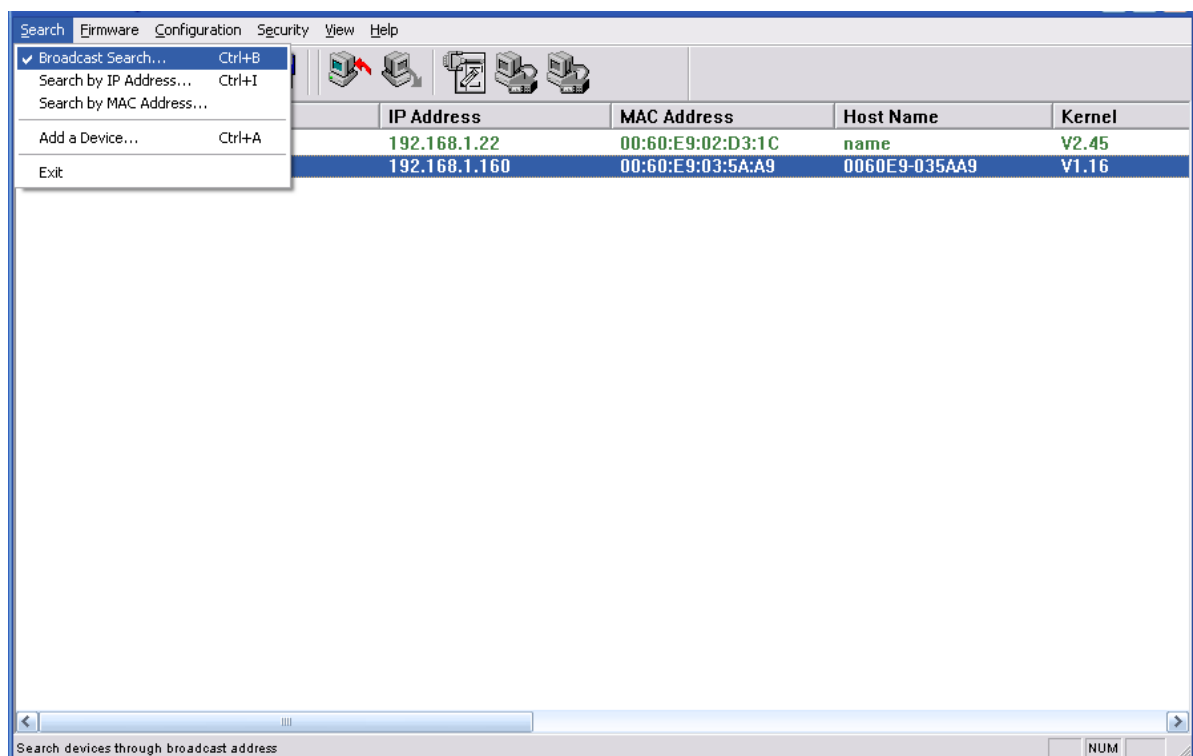 Search Firmware Configuration Security View Help
Broadcast Search... Ctrl+B
Search by IP Address... Ctrl+I
Search by MAC Address...
Add a Device... Ctrl+A
Exit
IP Address MAC Address Host Name Kernel
192.168.1.22 00:60:E9:02:D3:1C name V2.45
192.168.1.160 00:60:E9:03:5A:A9 0060E9-035AA9 V1.16
Search devices through broadcast address NUM